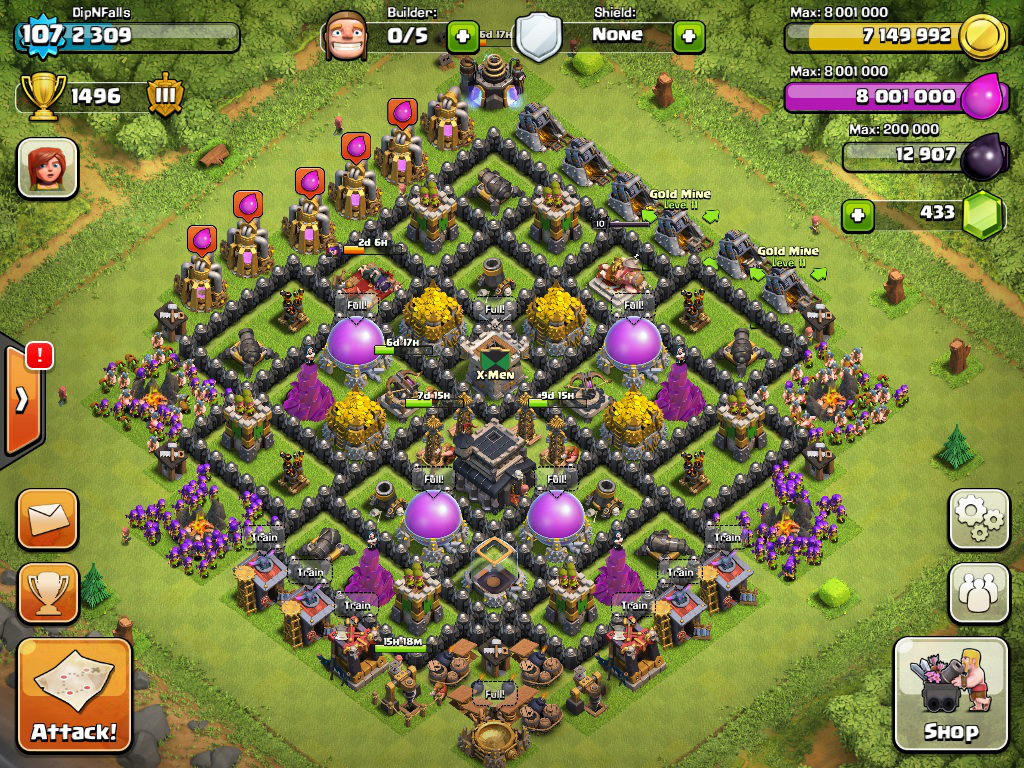 DipNFalls
107 2 309
Builder:
0/5
6d 17H
Shield:
None
Max: 8 001 000
7 149 992
Max: 8 001 000
8 001 000
Max: 200 000
12 907
433
1496
III
Gold Mine
Level 11
10
Gold Mine
Level 11
2d 6H
Full!
Full!
Full!
6d 17H
X-Men
7d 15H
9d 15H
Full!
Full!
Train
Train
Train
Train
Train
Train
15H 18M
Full!
Attack!
Shop